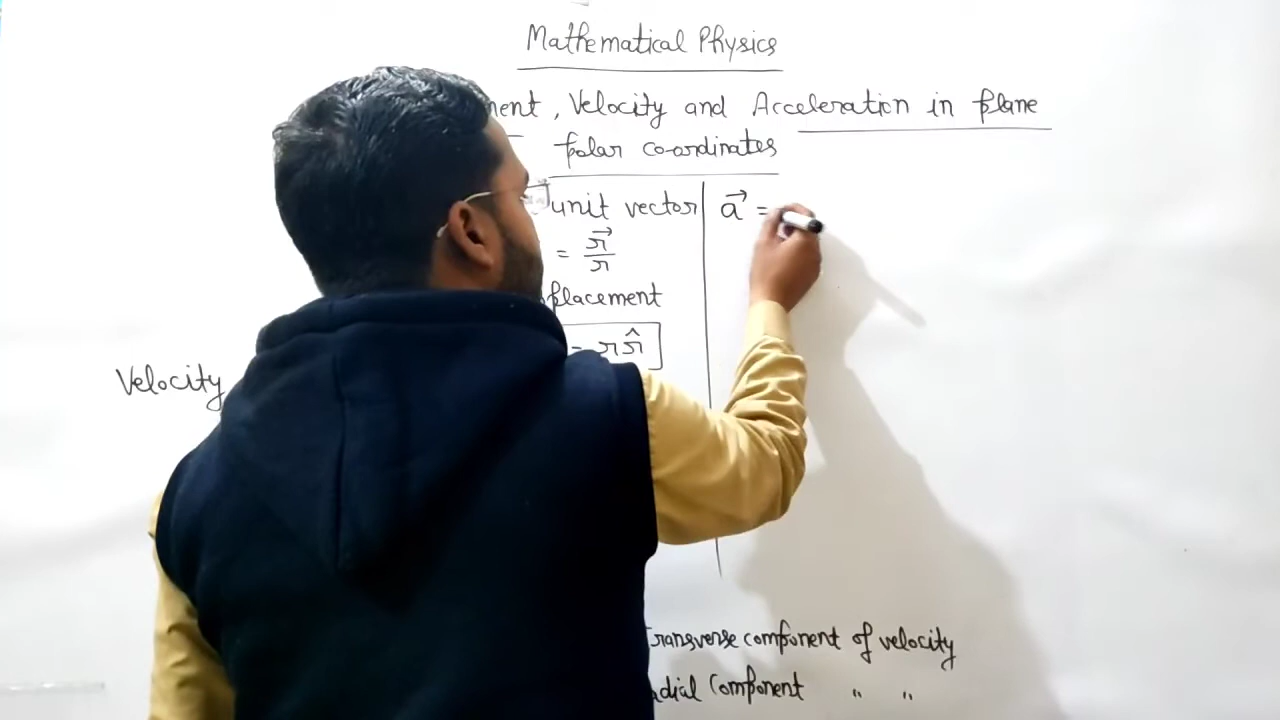 Mathematical Physics
ment, Velocity and Acceleration in plane
polar co-ordinates
unit vector
= r⃗/r
placement
= r r̂
Velocity
a⃗ =
Transverse component of velocity
adial Component " "